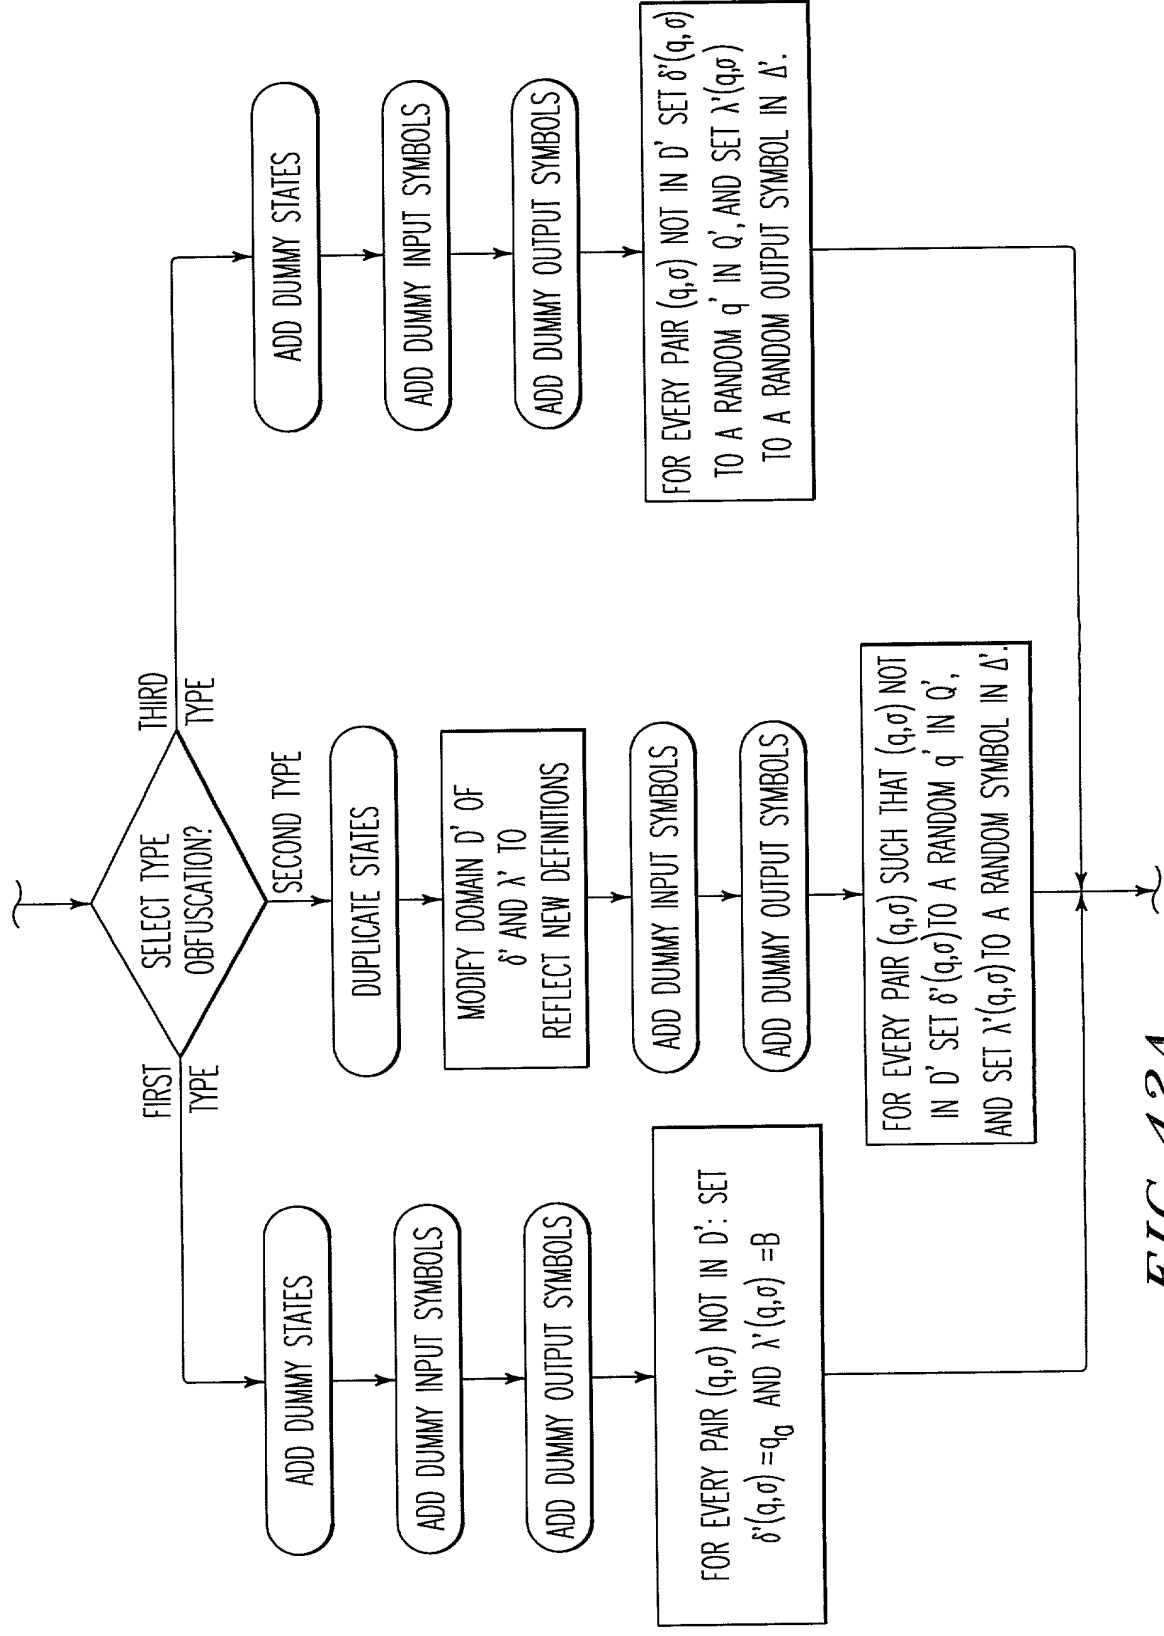 SELECT TYPE
OBFUSCATION?
FIRST
TYPE
SECOND TYPE
THIRD
TYPE
ADD DUMMY STATES
ADD DUMMY INPUT SYMBOLS
ADD DUMMY OUTPUT SYMBOLS
FOR EVERY PAIR (q,σ) NOT IN D': SET
δ'(q,σ) =qₐ AND λ'(q,σ) =B
DUPLICATE STATES
MODIFY DOMAIN D' OF
δ' AND λ' TO
REFLECT NEW DEFINITIONS
ADD DUMMY INPUT SYMBOLS
ADD DUMMY OUTPUT SYMBOLS
FOR EVERY PAIR (q,σ) SUCH THAT (q,σ) NOT
IN D' SET δ'(q,σ)TO A RANDOM q' IN Q',
AND SET λ'(q,σ)TO A RANDOM SYMBOL IN Δ'.
ADD DUMMY STATES
ADD DUMMY INPUT SYMBOLS
ADD DUMMY OUTPUT SYMBOLS
FOR EVERY PAIR (q,σ) NOT IN D' SET δ'(q,σ)
TO A RANDOM q' IN Q', AND SET λ'(q,σ)
TO A RANDOM OUTPUT SYMBOL IN Δ'.
FIG. 42A